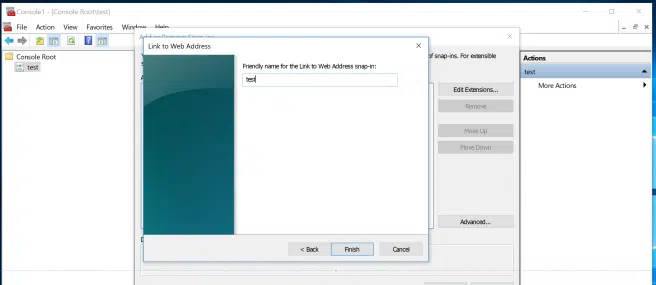 Console1 - [Console Root\test]
File Action View Favorites Window Help
Console Root
test
Link to Web Address
Friendly name for the Link to Web Address snap-in:
test
< Back Finish Cancel
of snap-ins. For extensible
Edit Extensions...
Remove
Move Up
Move Down
Advanced...
Actions
test
More Actions